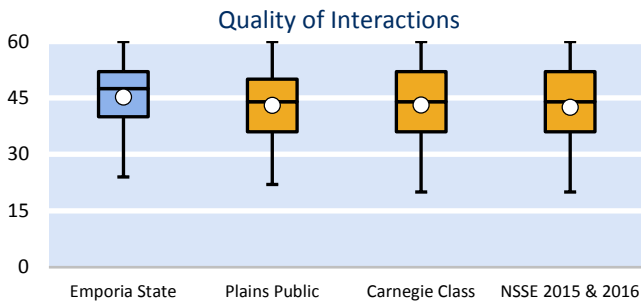 Quality of Interactions
60
45
30
15
0
Emporia State Plains Public Carnegie Class NSSE 2015 & 2016